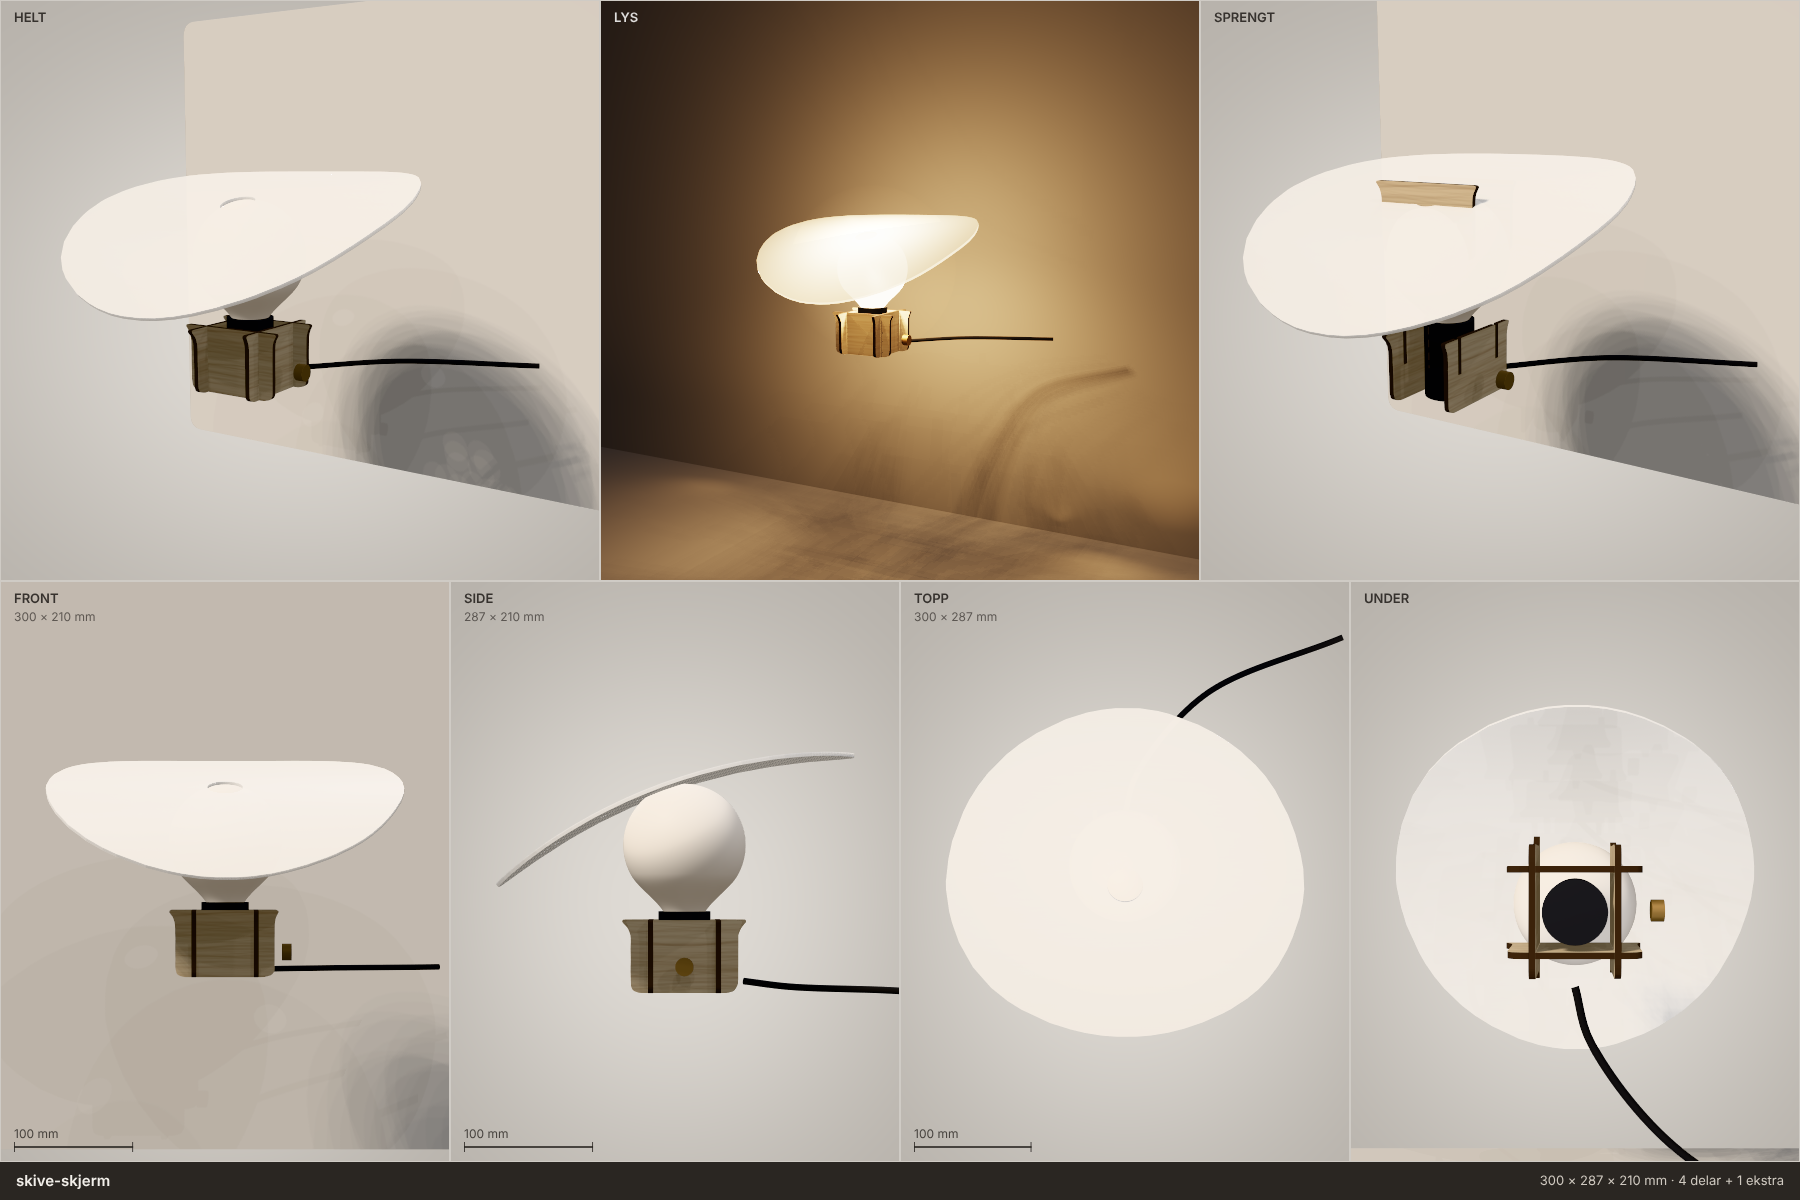 HELT
LYS
SPRENGT
FRONT
300 × 210 mm
SIDE
287 × 210 mm
TOPP
300 × 287 mm
UNDER
100 mm
100 mm
100 mm
skive-skjerm
300 × 287 × 210 mm · 4 delar + 1 ekstra